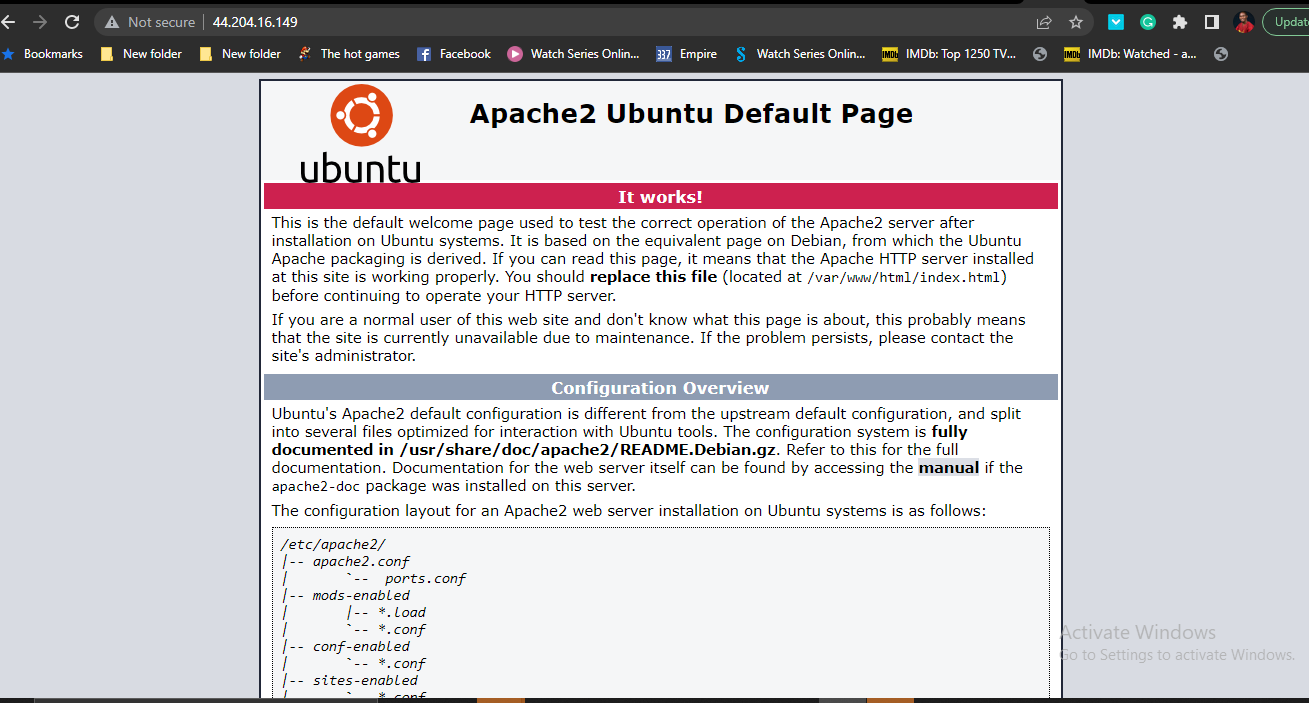 Not secure 44.204.16.149 Update
Bookmarks New folder New folder The hot games Facebook Watch Series Onlin... 337 Empire S Watch Series Onlin... IMDb IMDb: Top 1250 TV... IMDb IMDb: Watched - a...
Apache2 Ubuntu Default Page
ubuntu
It works!
This is the default welcome page used to test the correct operation of the Apache2 server after
installation on Ubuntu systems. It is based on the equivalent page on Debian, from which the Ubuntu
Apache packaging is derived. If you can read this page, it means that the Apache HTTP server installed
at this site is working properly. You should replace this file (located at /var/www/html/index.html)
before continuing to operate your HTTP server.
If you are a normal user of this web site and don't know what this page is about, this probably means
that the site is currently unavailable due to maintenance. If the problem persists, please contact the
site's administrator.
Configuration Overview
Ubuntu's Apache2 default configuration is different from the upstream default configuration, and split
into several files optimized for interaction with Ubuntu tools. The configuration system is fully
documented in /usr/share/doc/apache2/README.Debian.gz. Refer to this for the full
documentation. Documentation for the web server itself can be found by accessing the manual if the
apache2-doc package was installed on this server.
The configuration layout for an Apache2 web server installation on Ubuntu systems is as follows:
/etc/apache2/
|-- apache2.conf
|       `--  ports.conf
|-- mods-enabled
|       |-- *.load
|       `-- *.conf
|-- conf-enabled
|       `-- *.conf
|-- sites-enabled
|       `-- *.conf
Activate Windows
Go to Settings to activate Windows.